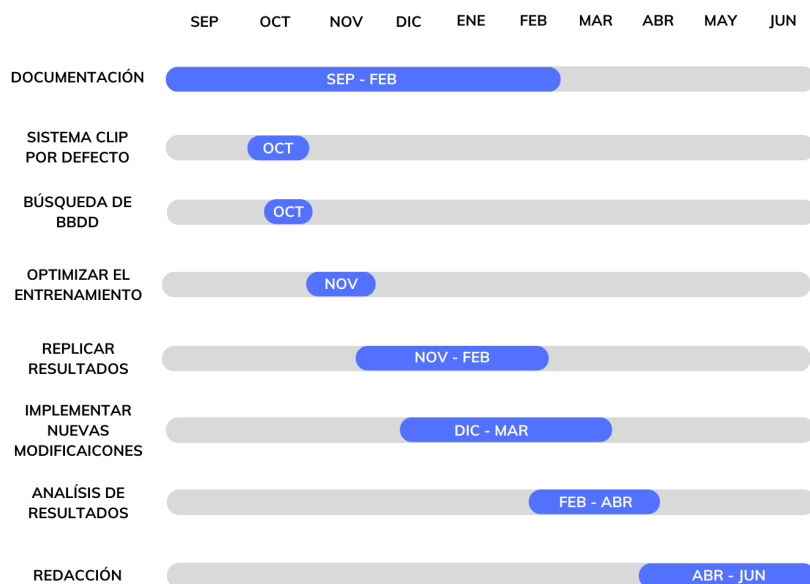 SEP OCT NOV DIC ENE FEB MAR ABR MAY JUN
DOCUMENTACIÓN
SEP - FEB
SISTEMA CLIP
POR DEFECTO
OCT
BÚSQUEDA DE
BBDD
OCT
OPTIMIZAR EL
ENTRENAMIENTO
NOV
REPLICAR
RESULTADOS
NOV - FEB
IMPLEMENTAR
NUEVAS
MODIFICAICONES
DIC - MAR
ANALÍSIS DE
RESULTADOS
FEB - ABR
REDACCIÓN
ABR - JUN